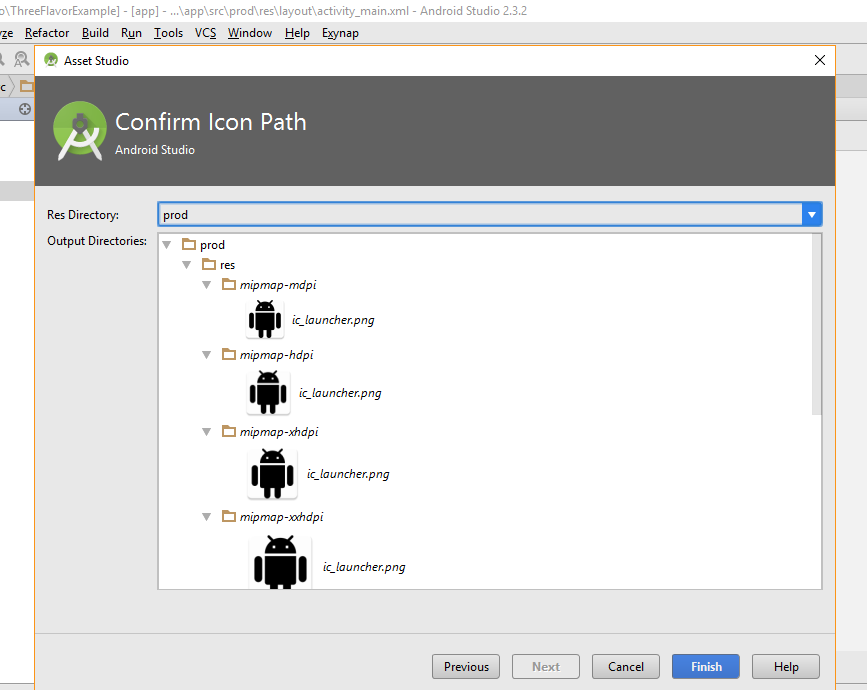 o\ThreeFlavorExample] - [app] - ...\app\src\prod\res\layout\activity_main.xml - Android Studio 2.3.2
yze Refactor Build Run Tools VCS Window Help Exynap
Asset Studio
c
Confirm Icon Path
Android Studio
Res Directory: prod
Output Directories: prod
res
mipmap-mdpi
ic_launcher.png
mipmap-hdpi
ic_launcher.png
mipmap-xhdpi
ic_launcher.png
mipmap-xxhdpi
ic_launcher.png
Previous Next Cancel Finish Help